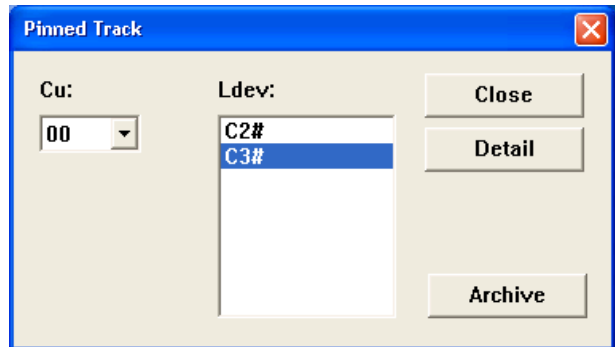 Pinned Track
Cu:
00
Ldev:
C2#
C3#
Close
Detail
Archive